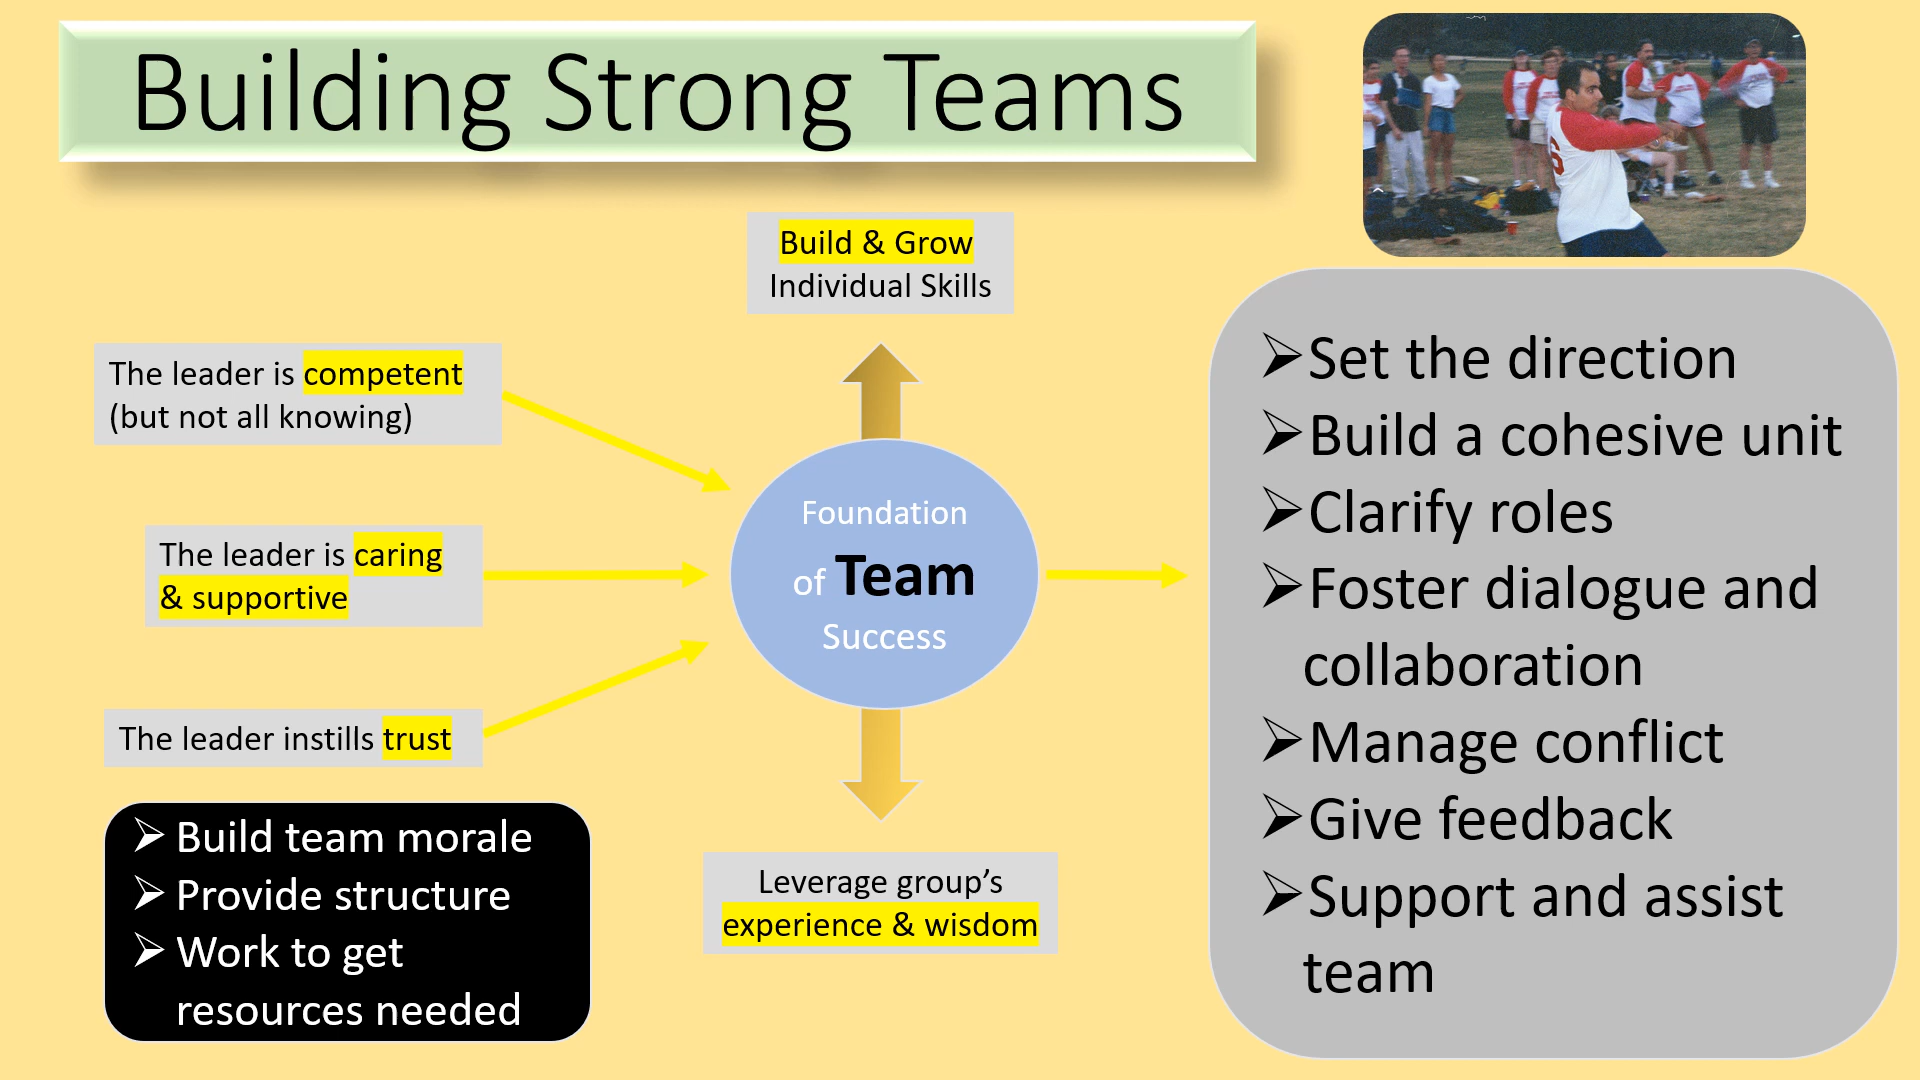 Building Strong Teams
Build & Grow
Individual Skills
The leader is competent
(but not all knowing)
The leader is caring
& supportive
The leader instills trust
Foundation
of Team
Success
Leverage group’s
experience & wisdom
➢Build team morale
➢Provide structure
➢Work to get
resources needed
➢Set the direction
➢Build a cohesive unit
➢Clarify roles
➢Foster dialogue and
collaboration
➢Manage conflict
➢Give feedback
➢Support and assist
team